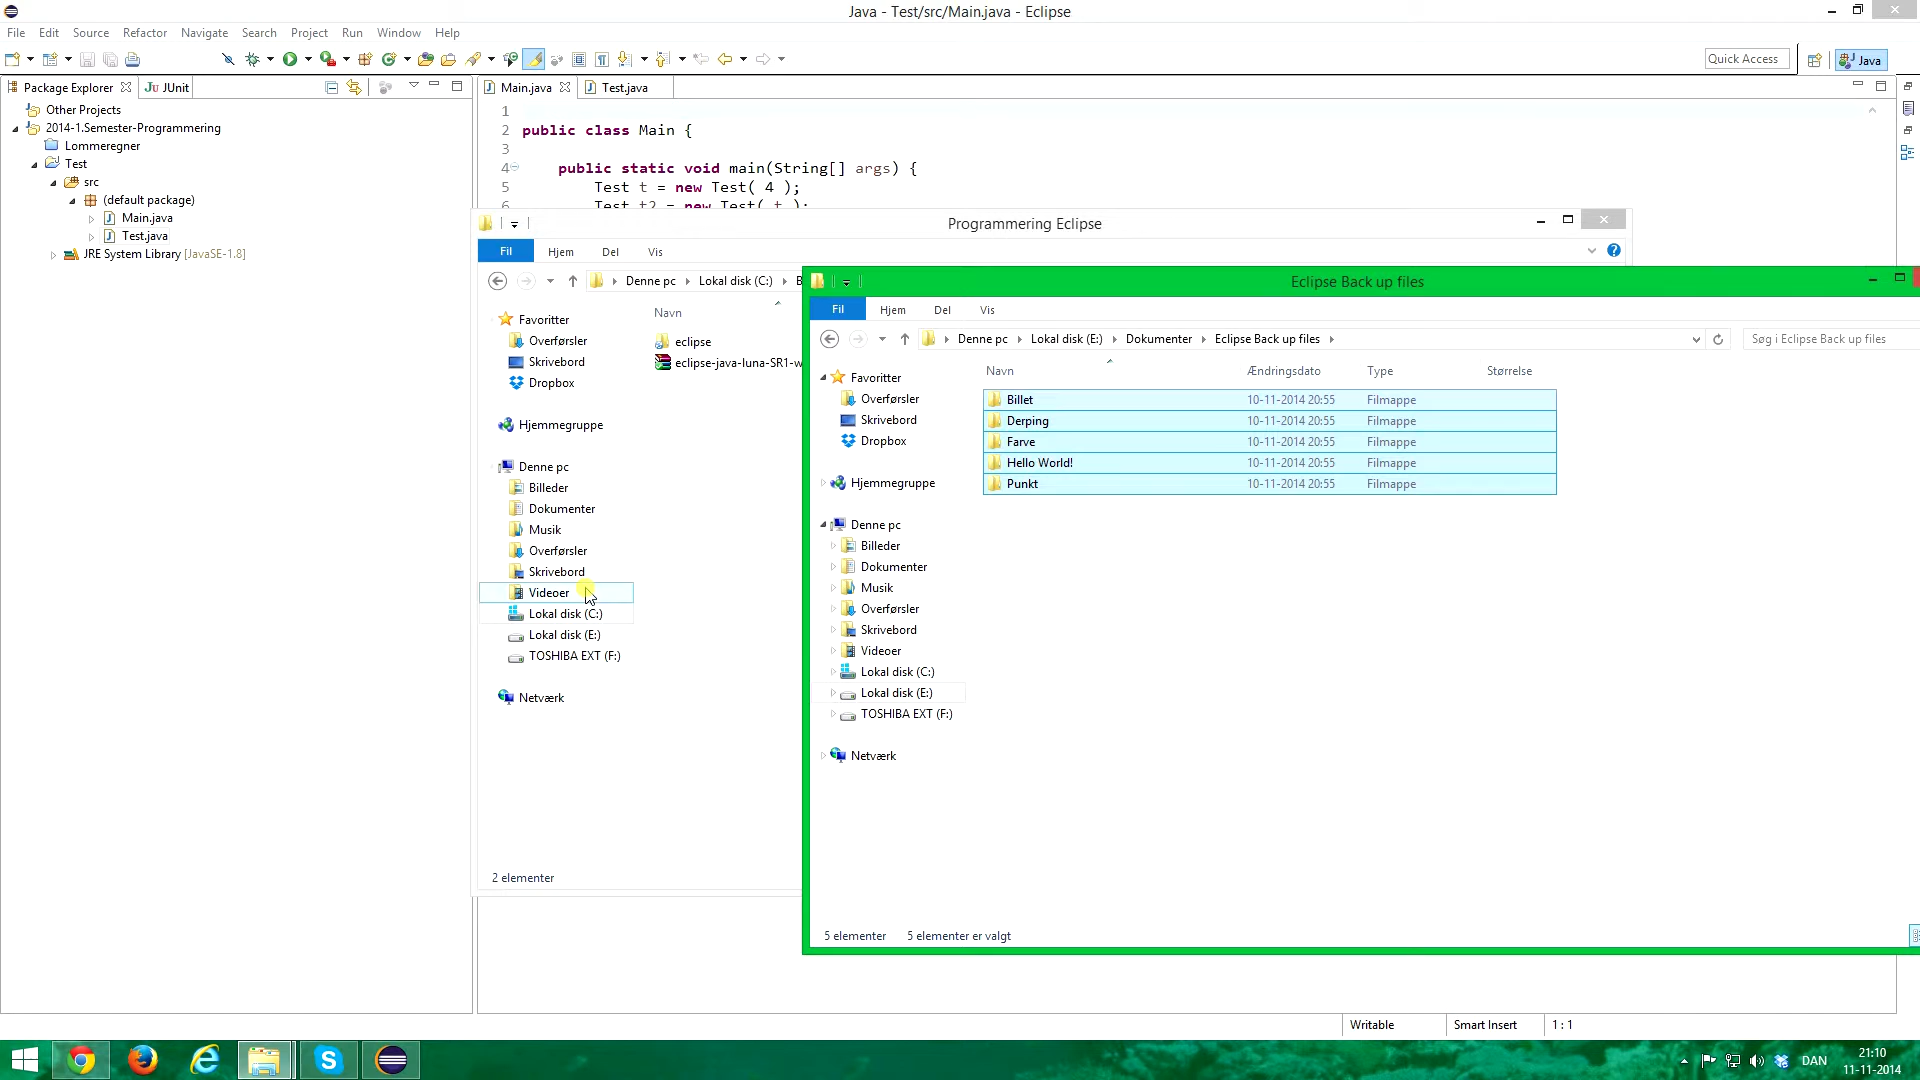 Java - Test/src/Main.java - Eclipse
File Edit Source Refactor Navigate Search Project Run Window Help
Quick Access
Java
Package Explorer
JUnit
Main.java
Test.java
Other Projects
2014-1.Semester-Programmering
Lommeregner
Test
src
(default package)
Main.java
Test.java
JRE System Library [JavaSE-1.8]
1
2 public class Main {
3
4 public static void main(String[] args) {
5 Test t = new Test( 4 );
6 Test t2 = new Test( t );
Programmering Eclipse
Fil Hjem Del Vis
Denne pc Lokal disk (C:)
Navn
Favoritter
Overførsler
Skrivebord
Dropbox
Hjemmegruppe
Denne pc
Billeder
Dokumenter
Musik
Overførsler
Skrivebord
Videoer
Lokal disk (C:)
Lokal disk (E:)
TOSHIBA EXT (F:)
Netværk
eclipse
eclipse-java-luna-SR1-w
2 elementer
Eclipse Back up files
Fil Hjem Del Vis
Denne pc Lokal disk (E:) Dokumenter Eclipse Back up files
Søg i Eclipse Back up files
Navn Ændringsdato Type Størrelse
Favoritter
Overførsler
Skrivebord
Dropbox
Hjemmegruppe
Denne pc
Billeder
Dokumenter
Musik
Overførsler
Skrivebord
Videoer
Lokal disk (C:)
Lokal disk (E:)
TOSHIBA EXT (F:)
Netværk
Billet 10-11-2014 20:55 Filmappe
Derping 10-11-2014 20:55 Filmappe
Farve 10-11-2014 20:55 Filmappe
Hello World! 10-11-2014 20:55 Filmappe
Punkt 10-11-2014 20:55 Filmappe
5 elementer 5 elementer er valgt
Writable Smart Insert 1 : 1
DAN
21:10
11-11-2014